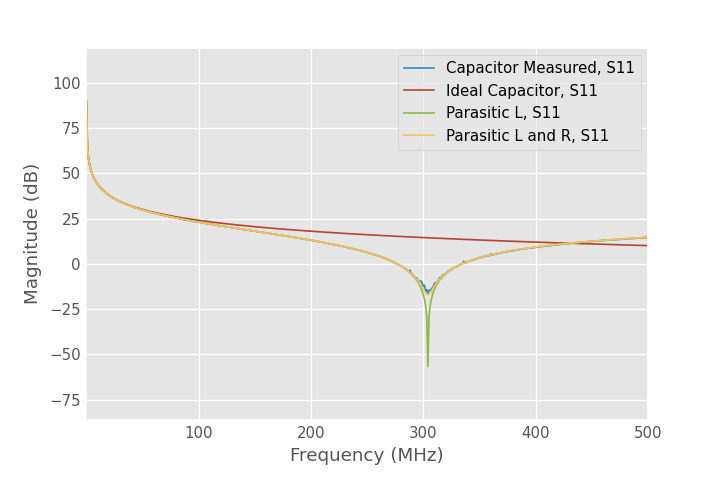 Capacitor Measured, S11
Ideal Capacitor, S11
Parasitic L, S11
Parasitic L and R, S11
100
75
50
25
0
−25
−50
−75
Magnitude (dB)
100 200 300 400 500
Frequency (MHz)